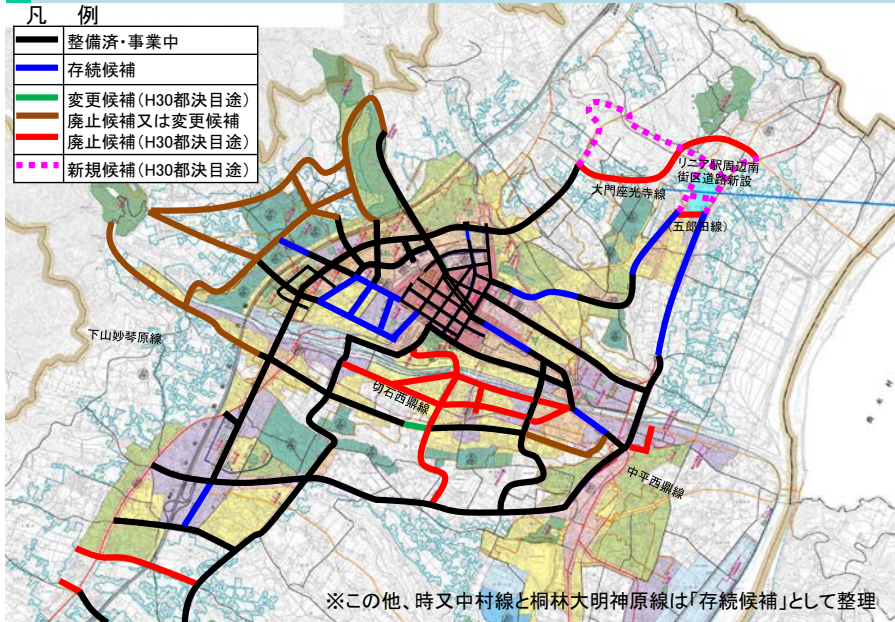 凡　例
整備済・事業中
存続候補
変更候補(H30都決目途)
廃止候補又は変更候補
廃止候補(H30都決目途)
新規候補(H30都決目途)
リニア駅周辺南
街区道路新設
大門座光寺線
(五郎田線)
下山妙琴原線
切石西鼎線
中平西鼎線
※この他、時又中村線と桐林大明神原線は「存続候補」として整理